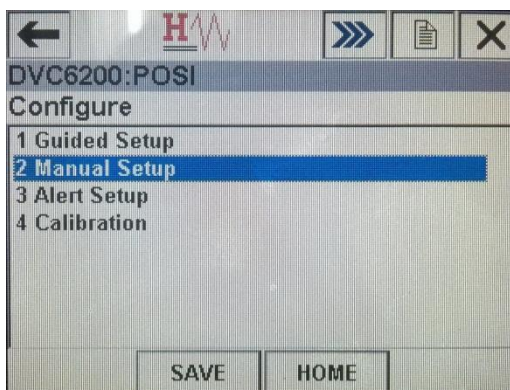 H
DVC6200:POSI
Configure
1 Guided Setup
2 Manual Setup
3 Alert Setup
4 Calibration
SAVE HOME